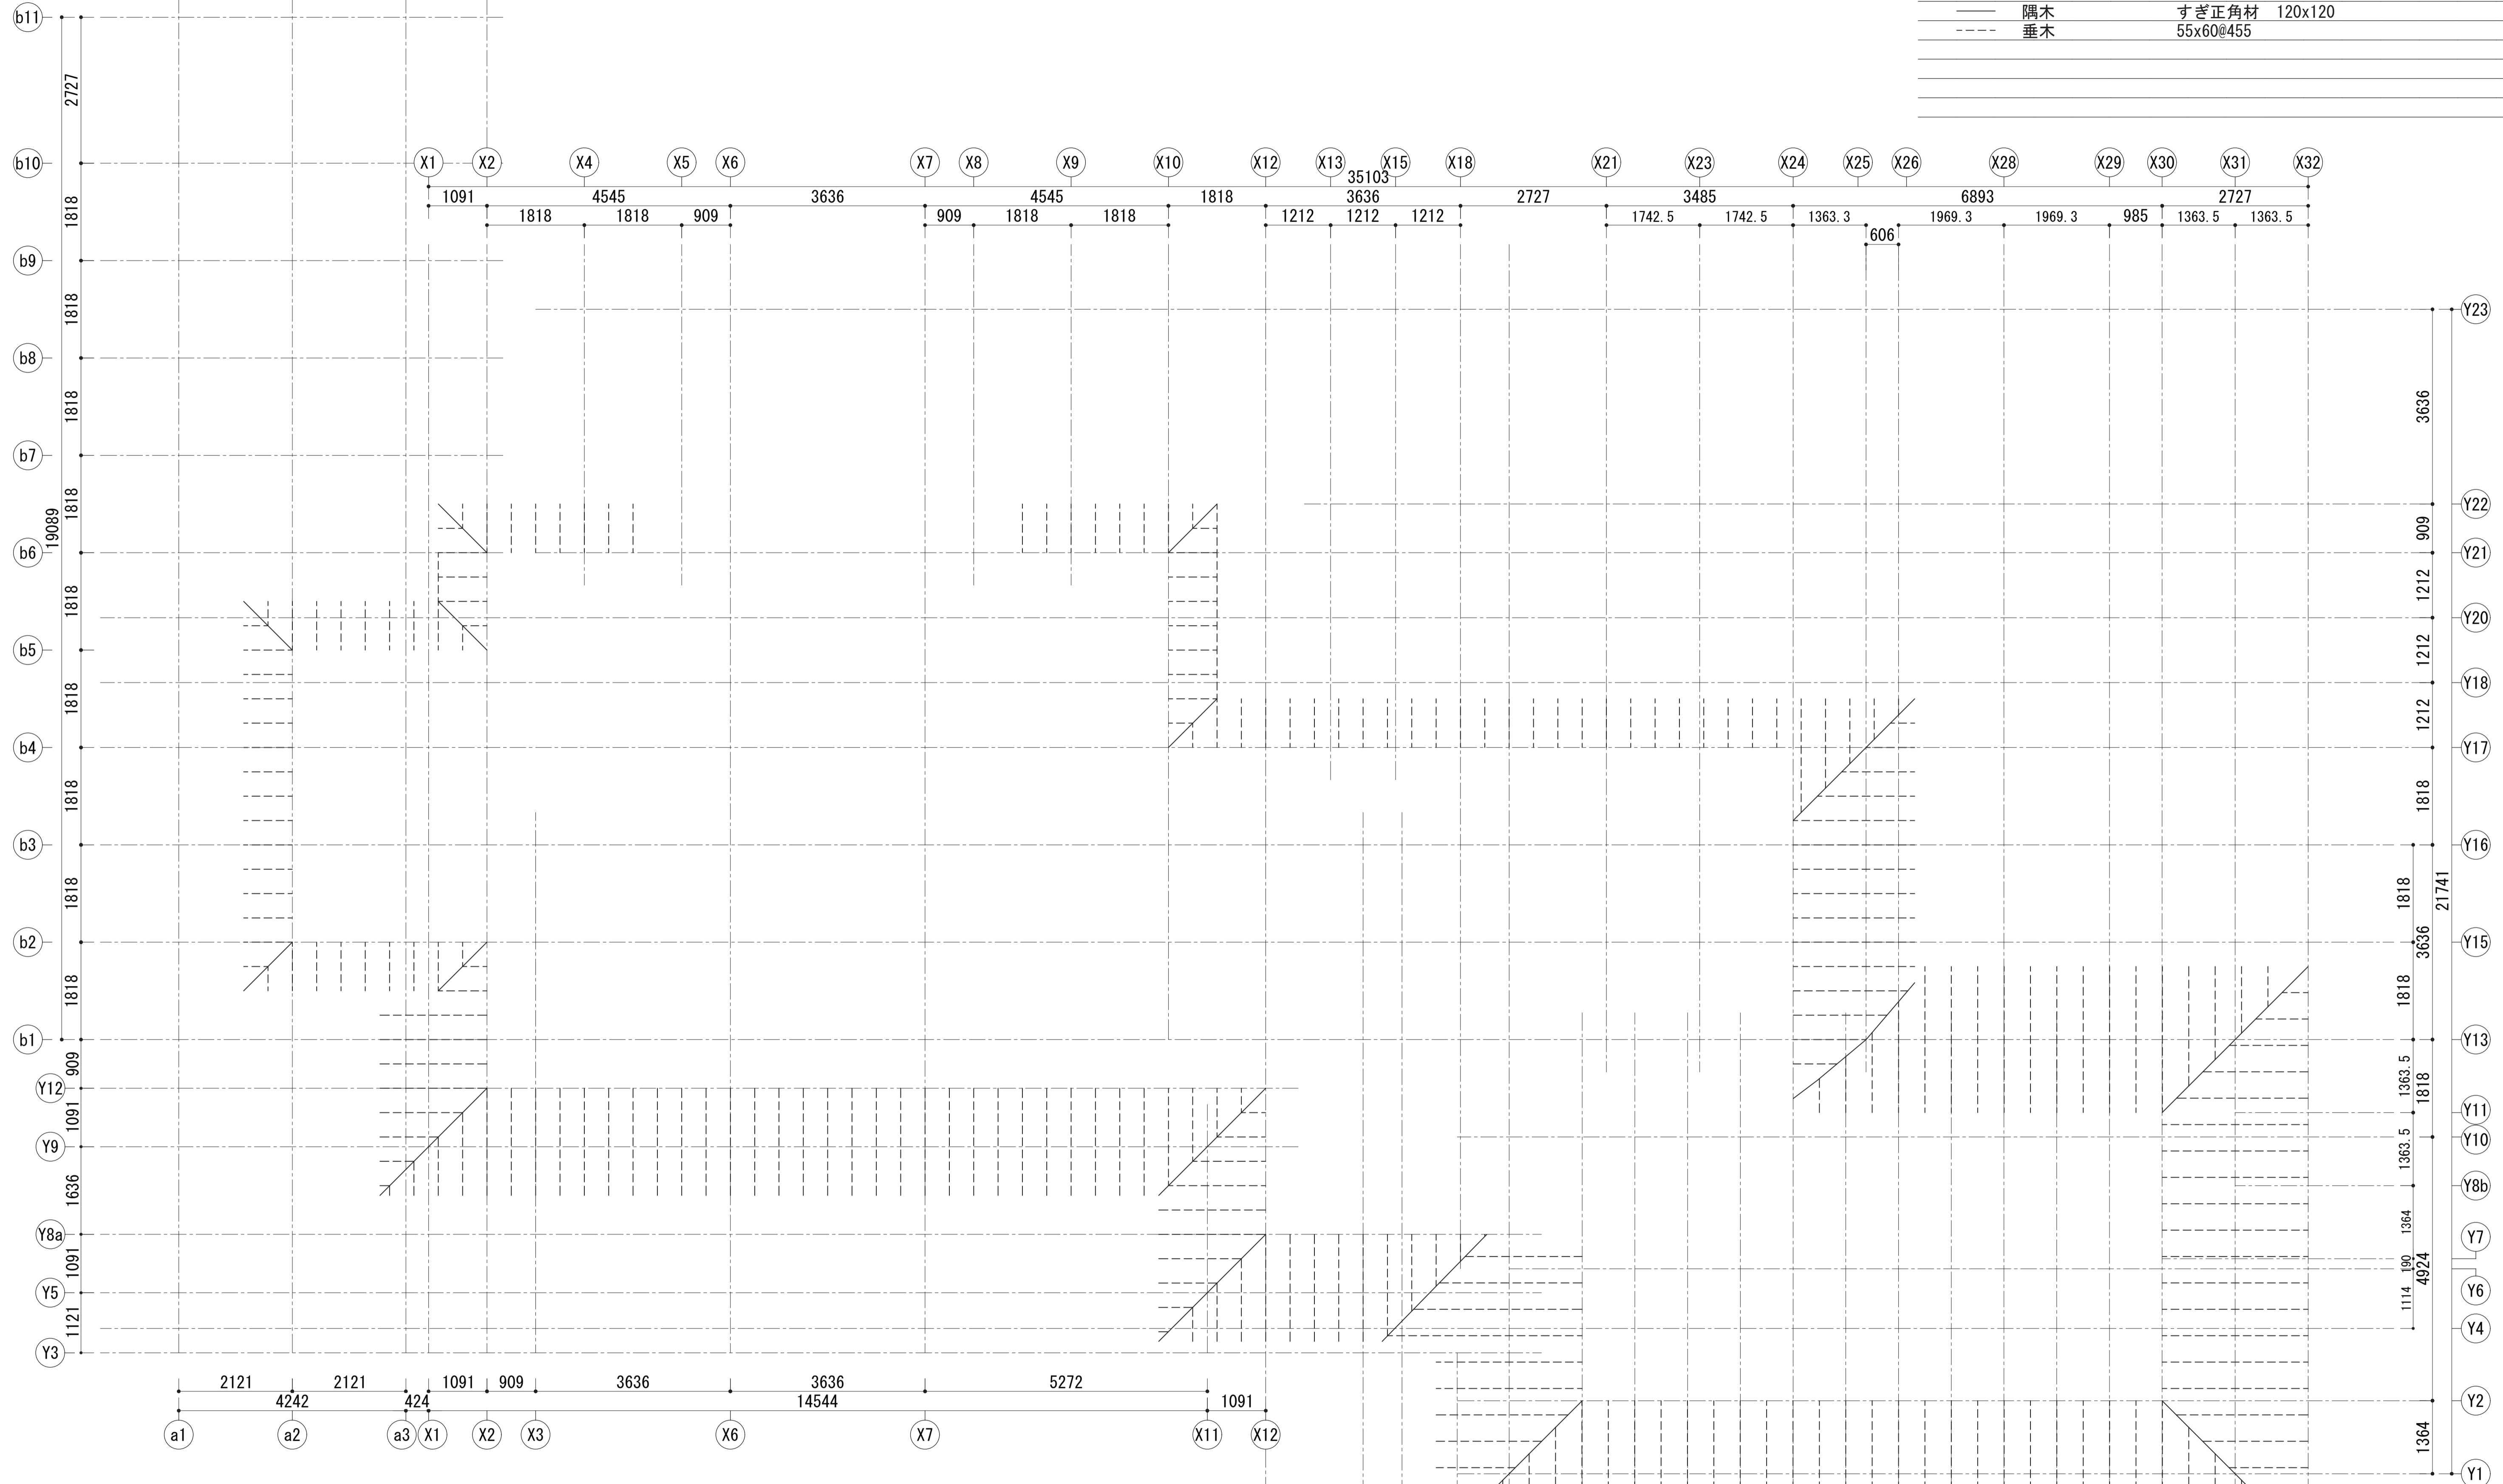 b11
隅木 すぎ正角材 120x120
垂木 55x60@455
2727
b10 X1 X2 X4 X5 X6 X7 X8 X9 X10 X12 X13 X15 X18 X21 X23 X24 X25 X26 X28 X29 X30 X31 X32
35103
1091 4545 3636 4545 1818 3636 2727 3485 6893 2727
1818
1818 1818 909 909 1818 1818 1212 1212 1212 1742.5 1742.5 1363.3 1969.3 1969.3 985 1363.5 1363.5
606
b9
1818
Y23
b8
1818
3636
b7
1818
19089
Y22
909
b6
Y21
1818
1212
Y20
b5
1212
1818
Y18
1212
b4
Y17
1818
1818
b3
Y16
1818
1818
21741
b2
3636
Y15
1818
1818
b1
Y13
909
1363.5
1818
Y12
Y11
1091
Y10
Y9
1363.5
1636
Y8b
1364
Y8a
Y7
1091
190
4924
Y5
Y6
1114
1121
Y4
Y3
2121 2121 1091 909 3636 3636 5272
4242 424 14544 1091
Y2
a1 a2 a3 X1 X2 X3 X6 X7 X11 X12
1364
Y1